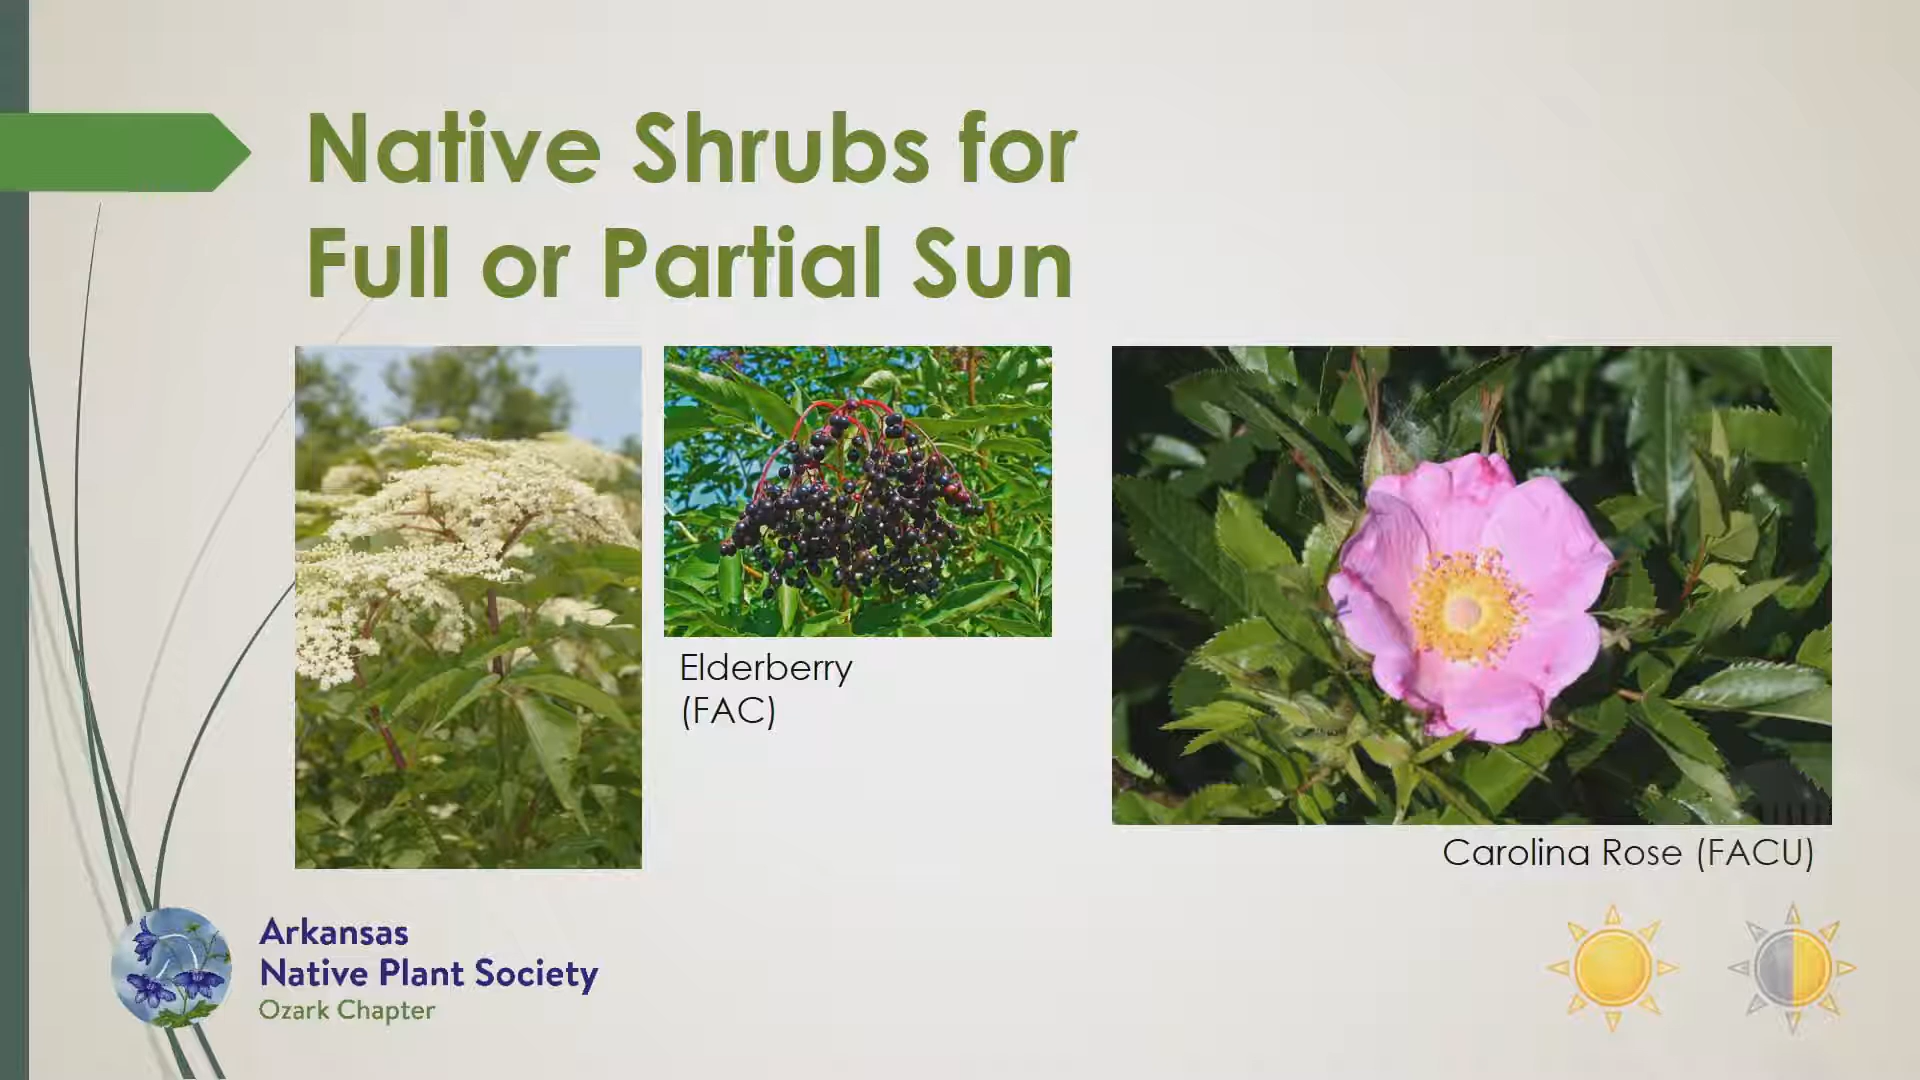 Native Shrubs for
Full or Partial Sun
Elderberry
(FAC)
Carolina Rose (FACU)
Arkansas
Native Plant Society
Ozark Chapter